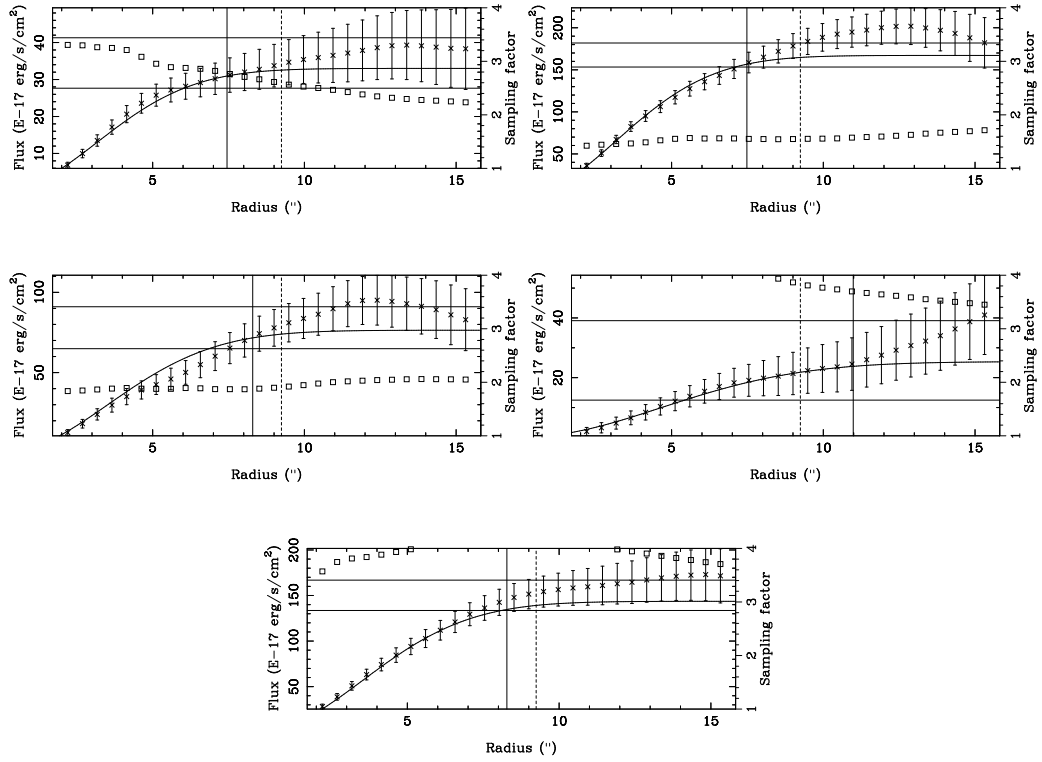 Flux (E-17 erg/s/cm²)
10 20 30 40
5 10 15
Radius ('')
1 2 3 4
Sampling factor
Flux (E-17 erg/s/cm²)
50 100 150 200
5 10 15
Radius ('')
1 2 3 4
Sampling factor
Flux (E-17 erg/s/cm²)
50 100
5 10 15
Radius ('')
1 2 3 4
Sampling factor
Flux (E-17 erg/s/cm²)
20 40
5 10 15
Radius ('')
1 2 3 4
Sampling factor
Flux (E-17 erg/s/cm²)
50 100 150 200
5 10 15
Radius ('')
1 2 3 4
Sampling factor